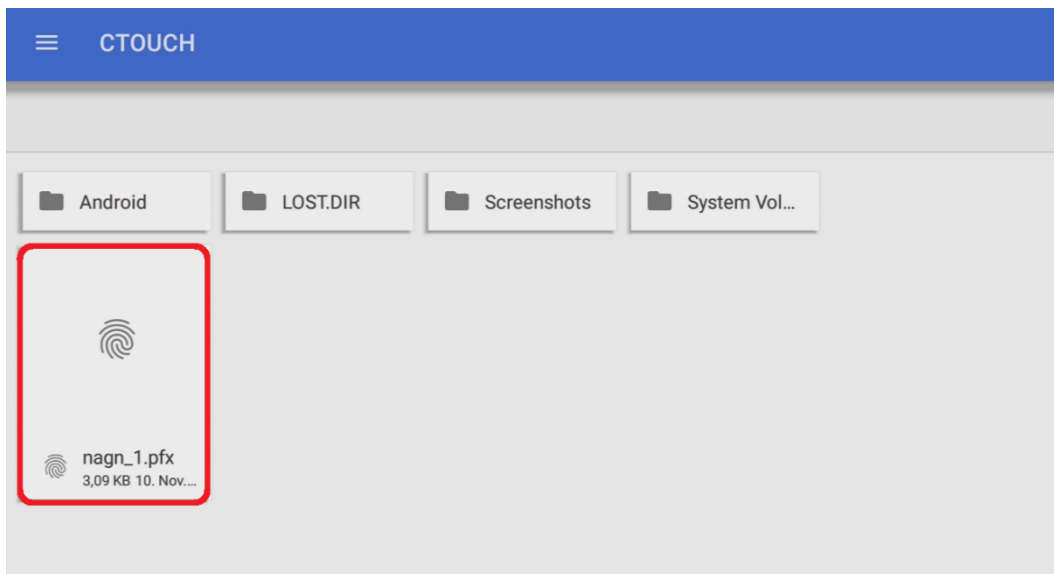 CTOUCH
Android
LOST.DIR
Screenshots
System Vol...
nagn_1.pfx
3,09 KB 10. Nov....